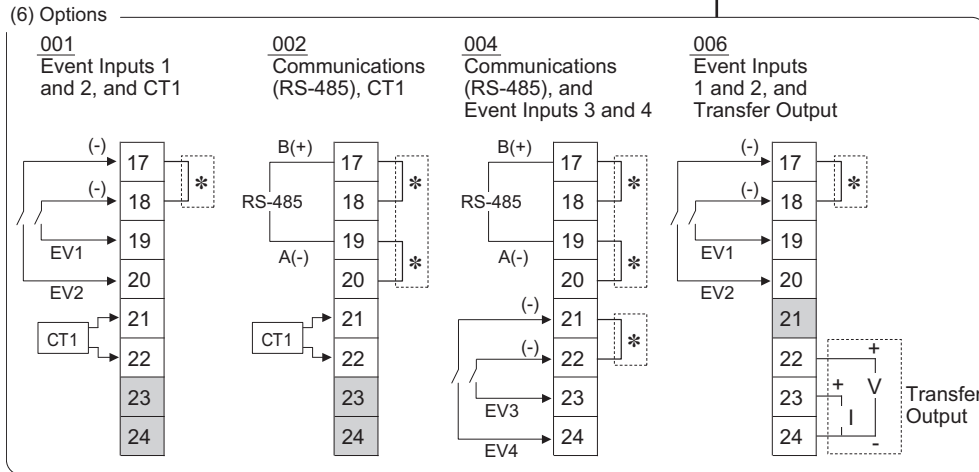 (6) Options
001
Event Inputs 1
and 2, and CT1
(-)
17
*
(-)
18
19
EV1
20
EV2
21
CT1
22
23
24
002
Communications
(RS-485), CT1
B(+)
17
*
18
RS-485
19
A(-)
*
20
21
CT1
22
23
24
004
Communications
(RS-485), and
Event Inputs 3 and 4
B(+)
17
*
18
RS-485
19
A(-)
*
20
(-)
21
*
(-)
22
23
EV3
24
EV4
006
Event Inputs
1 and 2, and
Transfer Output
(-)
17
*
(-)
18
19
EV1
20
EV2
21
22
+
23
+
V
I
24
-
Transfer
Output